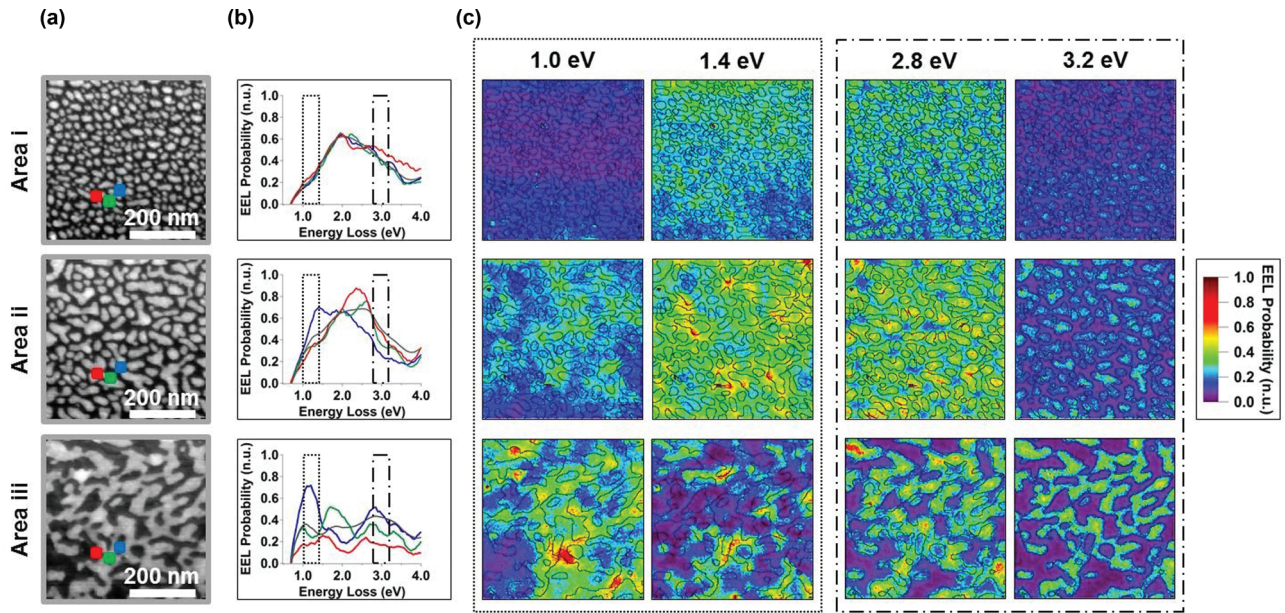 (a)
(b)
(c)
1.0 eV
1.4 eV
2.8 eV
3.2 eV
Area i
200 nm
EEL Probability (n.u.)
1.0
0.8
0.6
0.4
0.2
0.0
1.0 2.0 3.0 4.0
Energy Loss (eV)
Area ii
200 nm
EEL Probability (n.u.)
1.0
0.8
0.6
0.4
0.2
0.0
1.0 2.0 3.0 4.0
Energy Loss (eV)
1.0
0.8
0.6
0.4
0.2
0.0
EEL Probability (n.u.)
Area iii
200 nm
EEL Probability (n.u.)
1.0
0.8
0.6
0.4
0.2
0.0
1.0 2.0 3.0 4.0
Energy Loss (eV)